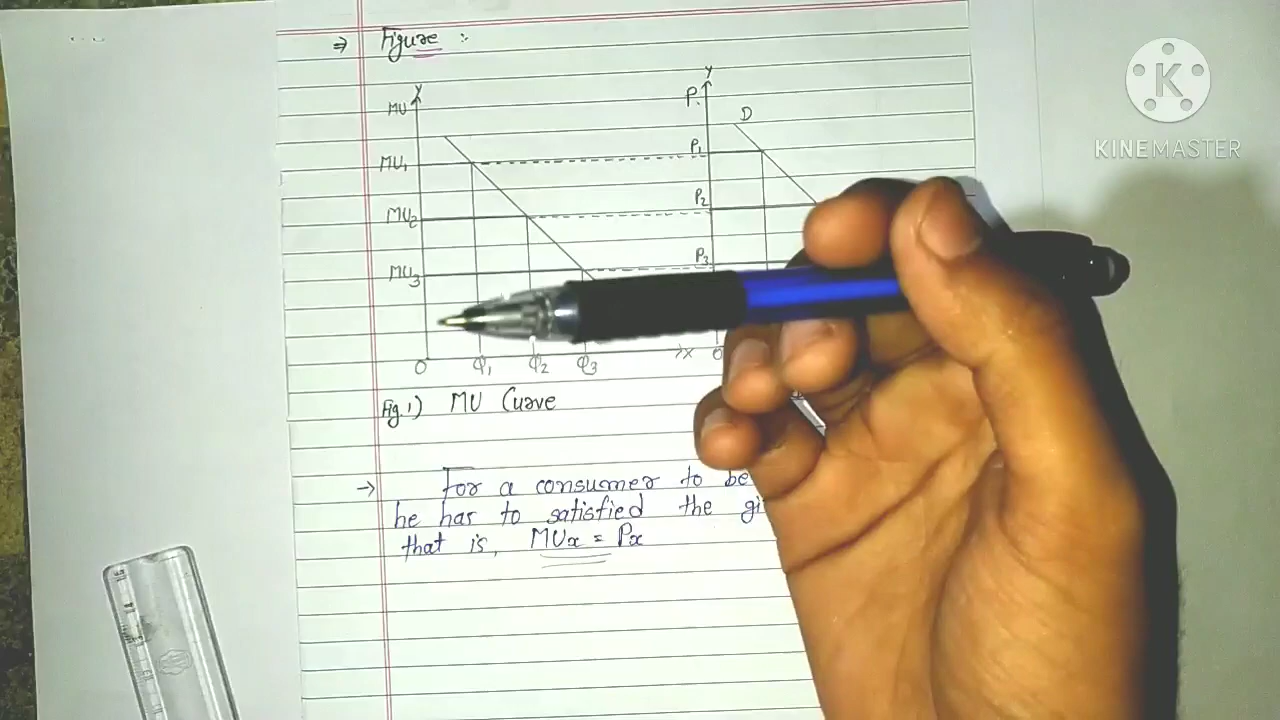 ⇒ Figure :-
Y Y
MU P.
D
MU1 P1
MU2 P2
MU3 P3
O Q1 Q2 Q3 X O
Fig.1) MU Curve
→ For a consumer to be
he has to satisfied the gi
that is, MUx = Px
K
KINEMASTER